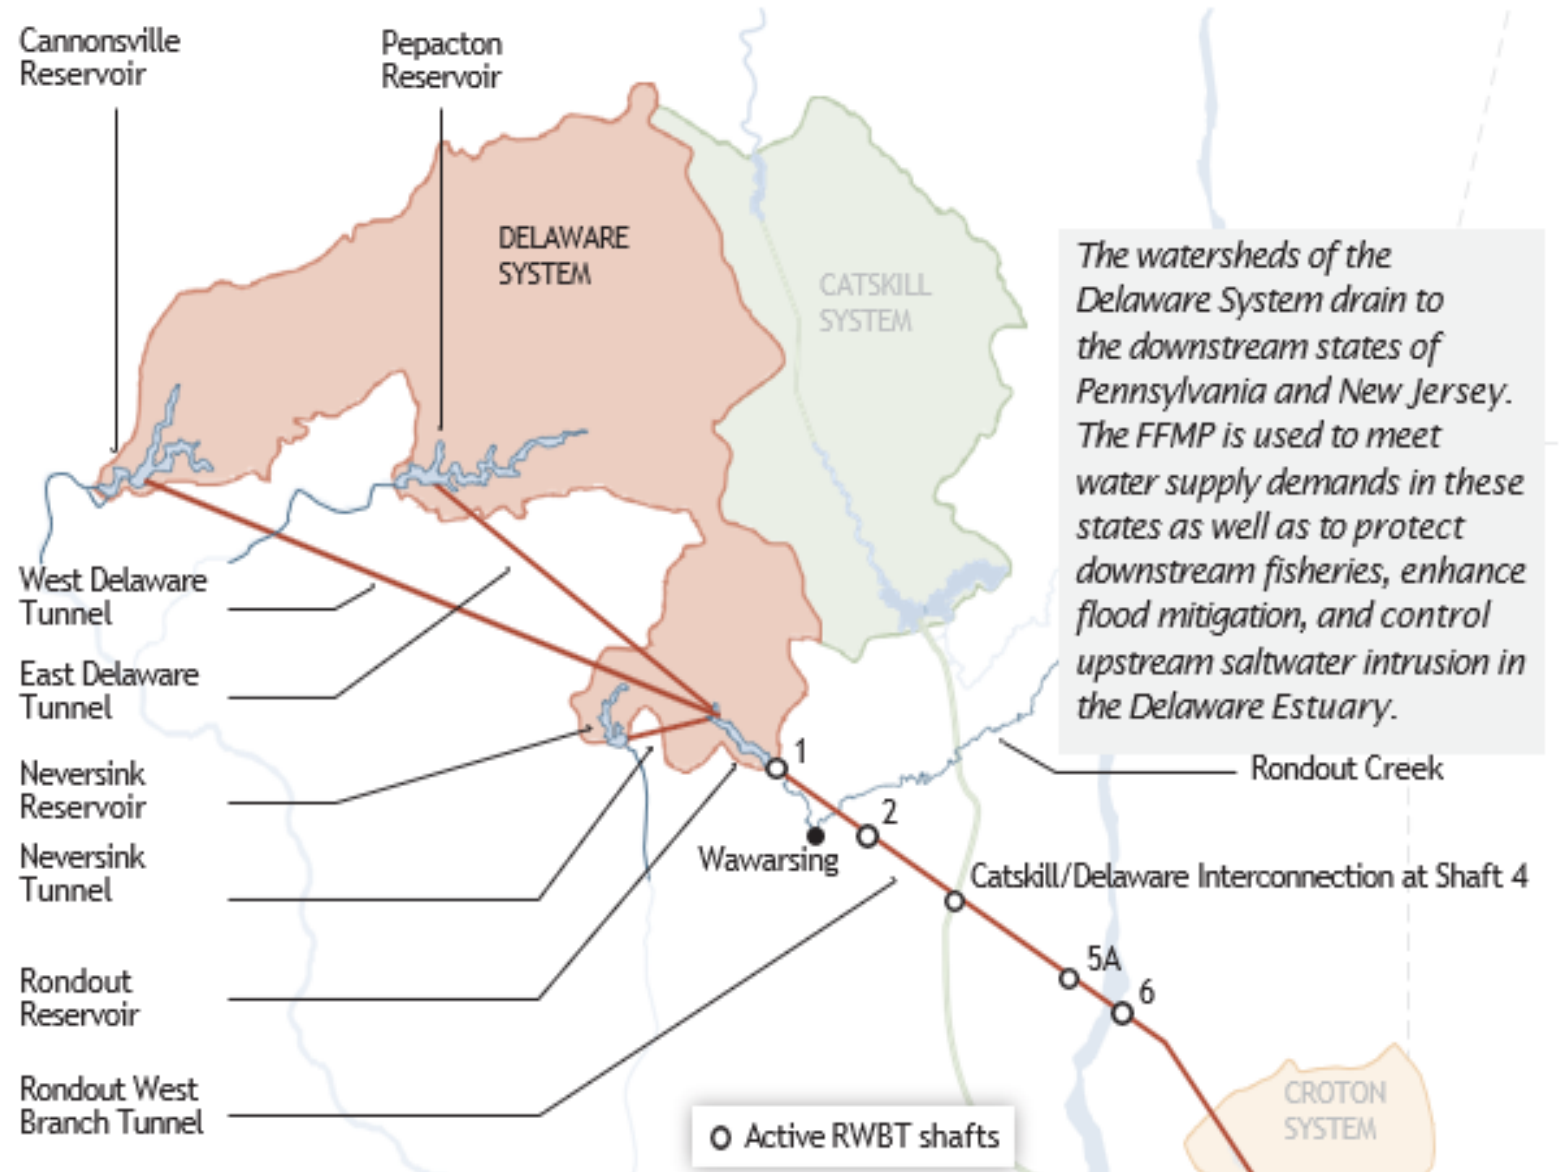 Cannonsville
Reservoir
Pepacton
Reservoir
DELAWARE
SYSTEM
CATSKILL
SYSTEM
The watersheds of the
Delaware System drain to
the downstream states of
Pennsylvania and New Jersey.
The FFMP is used to meet
water supply demands in these
states as well as to protect
downstream fisheries, enhance
flood mitigation, and control
upstream saltwater intrusion in
the Delaware Estuary.
West Delaware
Tunnel
East Delaware
Tunnel
Neversink
Reservoir
Neversink
Tunnel
Rondout
Reservoir
Rondout West
Branch Tunnel
1
Rondout Creek
2
Wawarsing
Catskill/Delaware Interconnection at Shaft 4
5A
6
CROTON
SYSTEM
Active RWBT shafts